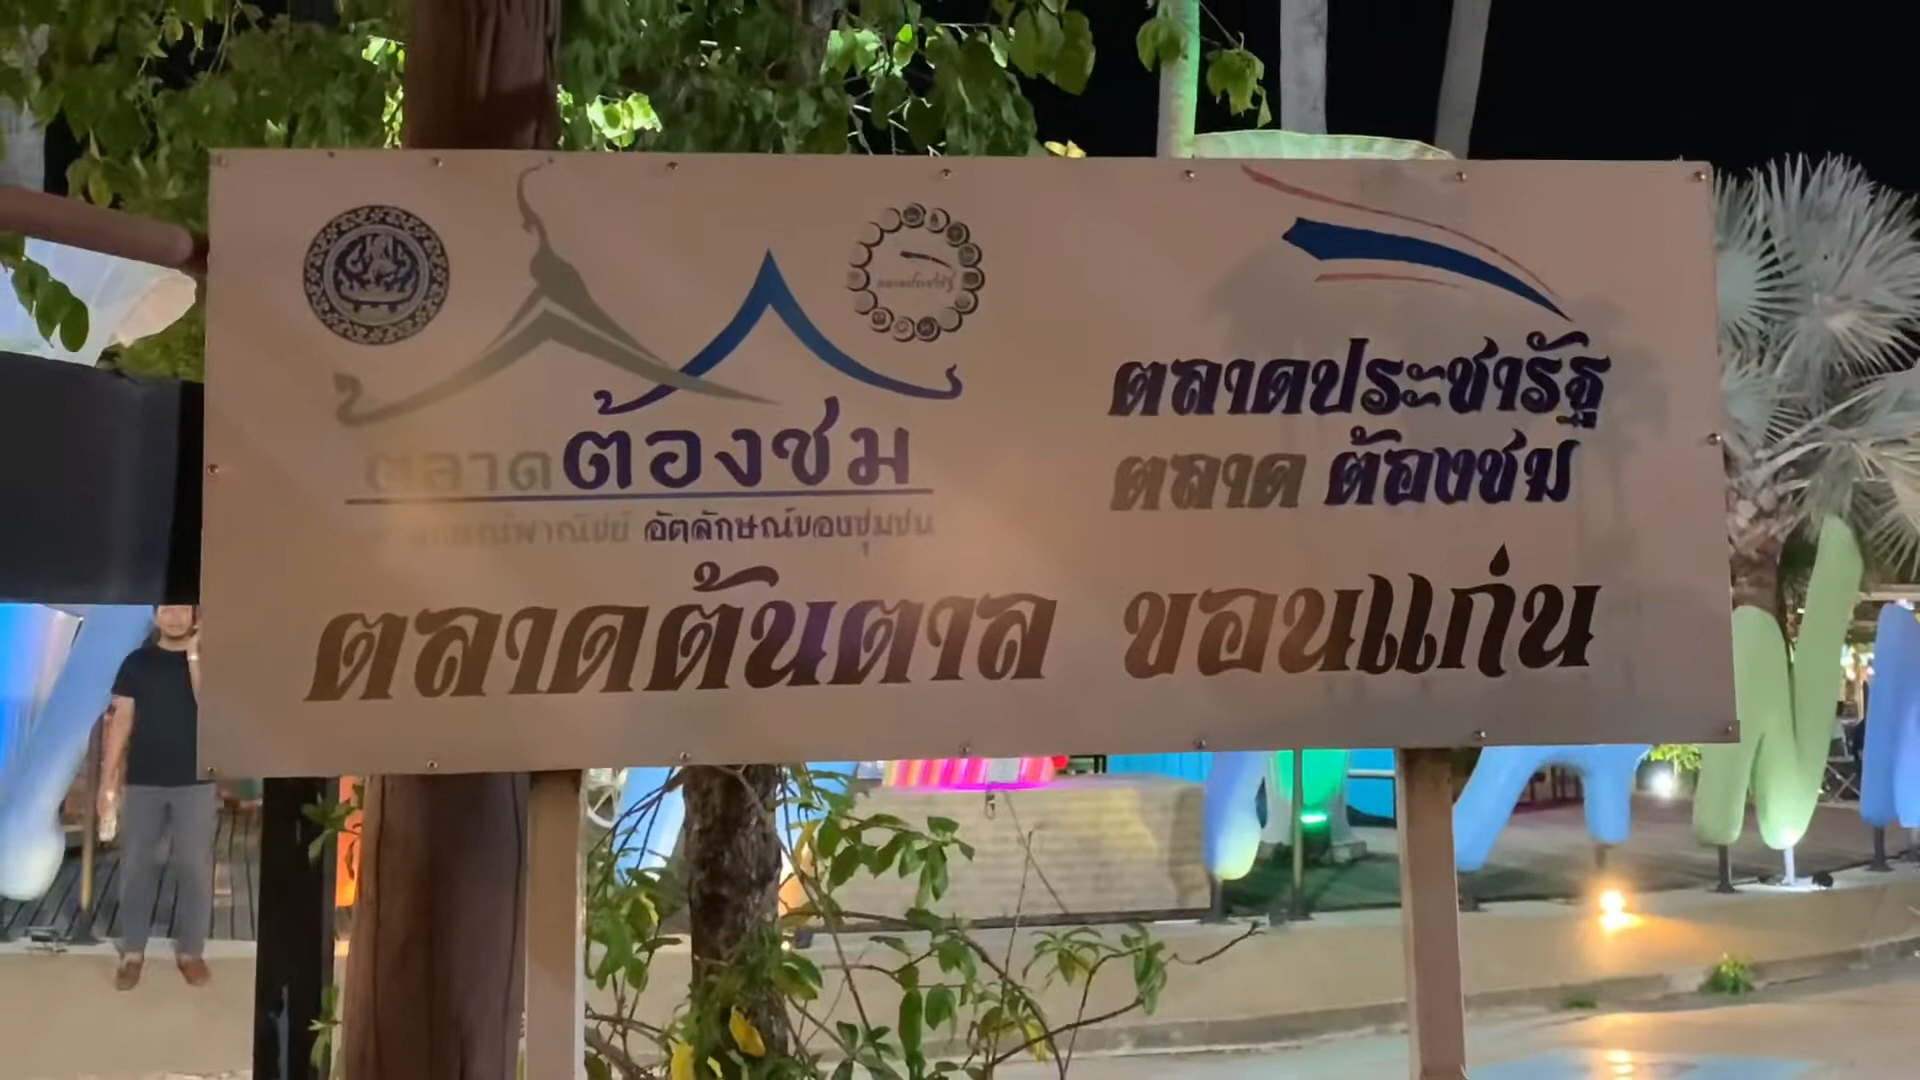 ตลาดต้องชม
อัตลักษณ์ของชุมชน
ตลาดประชารัฐ
ตลาด ต้องชม
ตลาดต้นตาล ขอนแก่น